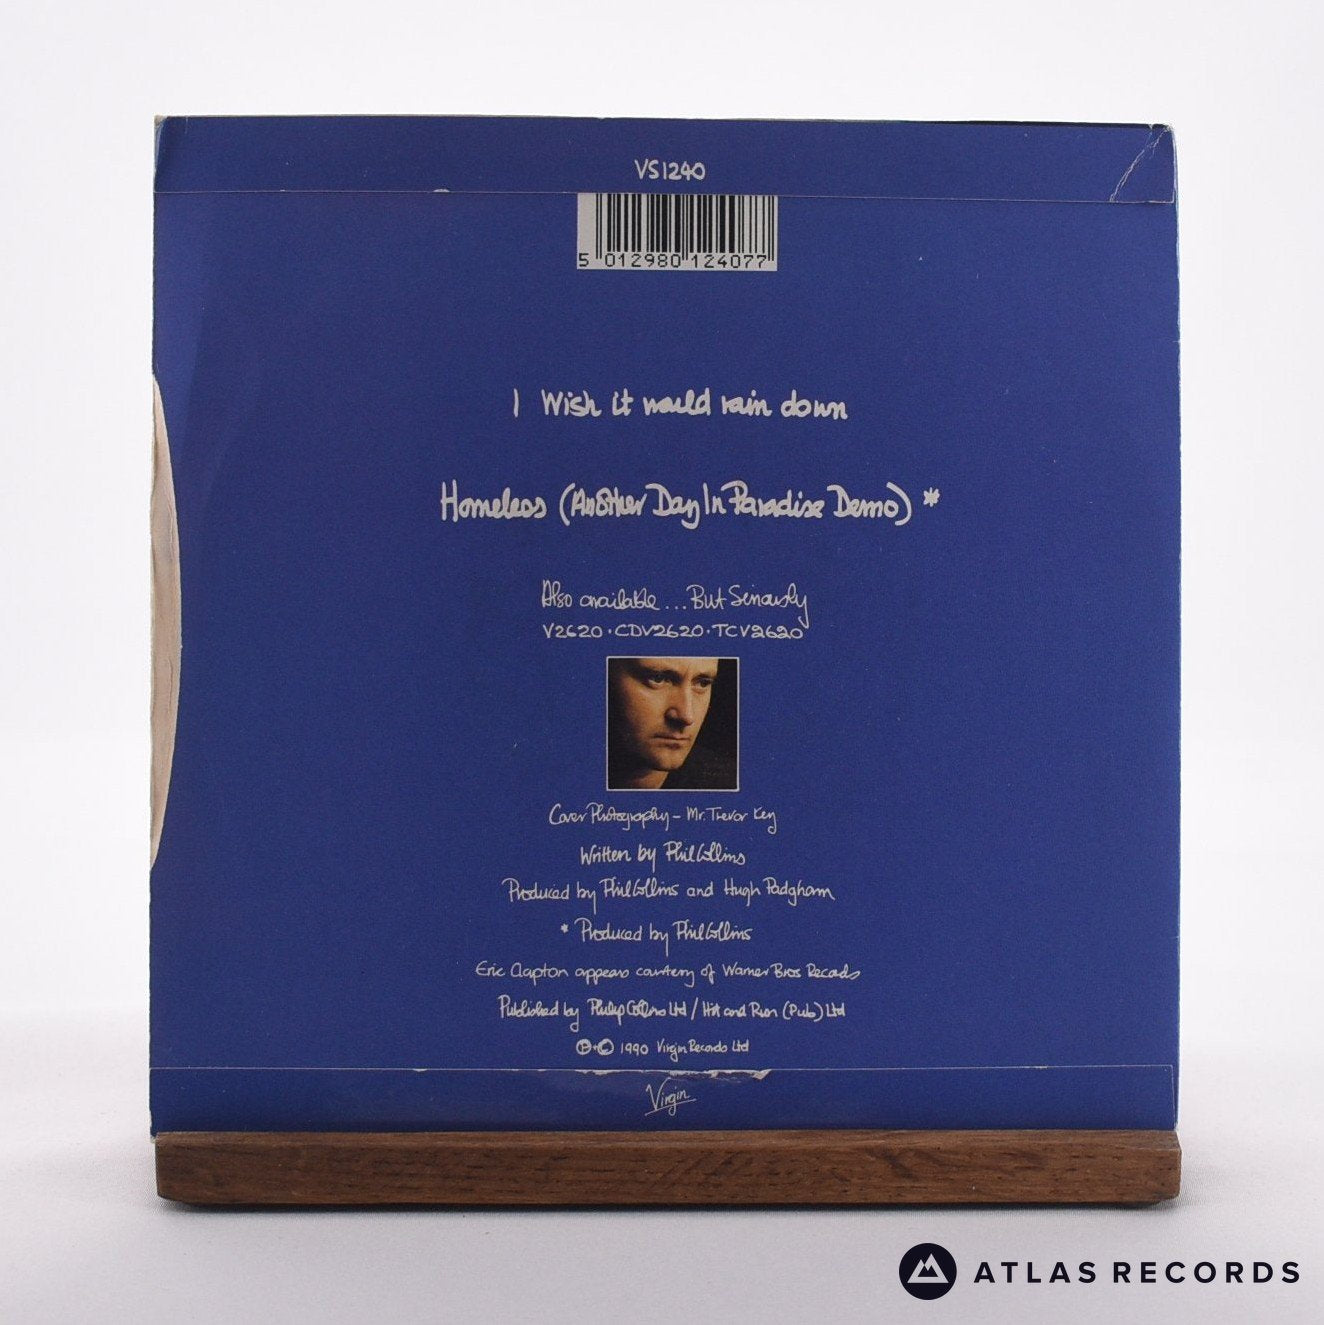 VS1240
5 012980 124077
I Wish it would rain down
Homeless (Another Day In Paradise Demo) *
Also available ... But Seriously
V2620 · CDV2620 · TCV2620
Cover Photography - Mr. Trevor Key
Written by Phil Collins
Produced by Phil Collins and Hugh Padgham
* Produced by Phil Collins
Eric Clapton appears courtesy of Warner Bros Records
Published by Philip Collins Ltd / Hit and Run (Pub) Ltd
℗+© 1990 Virgin Records Ltd
Virgin
ATLAS RECORDS